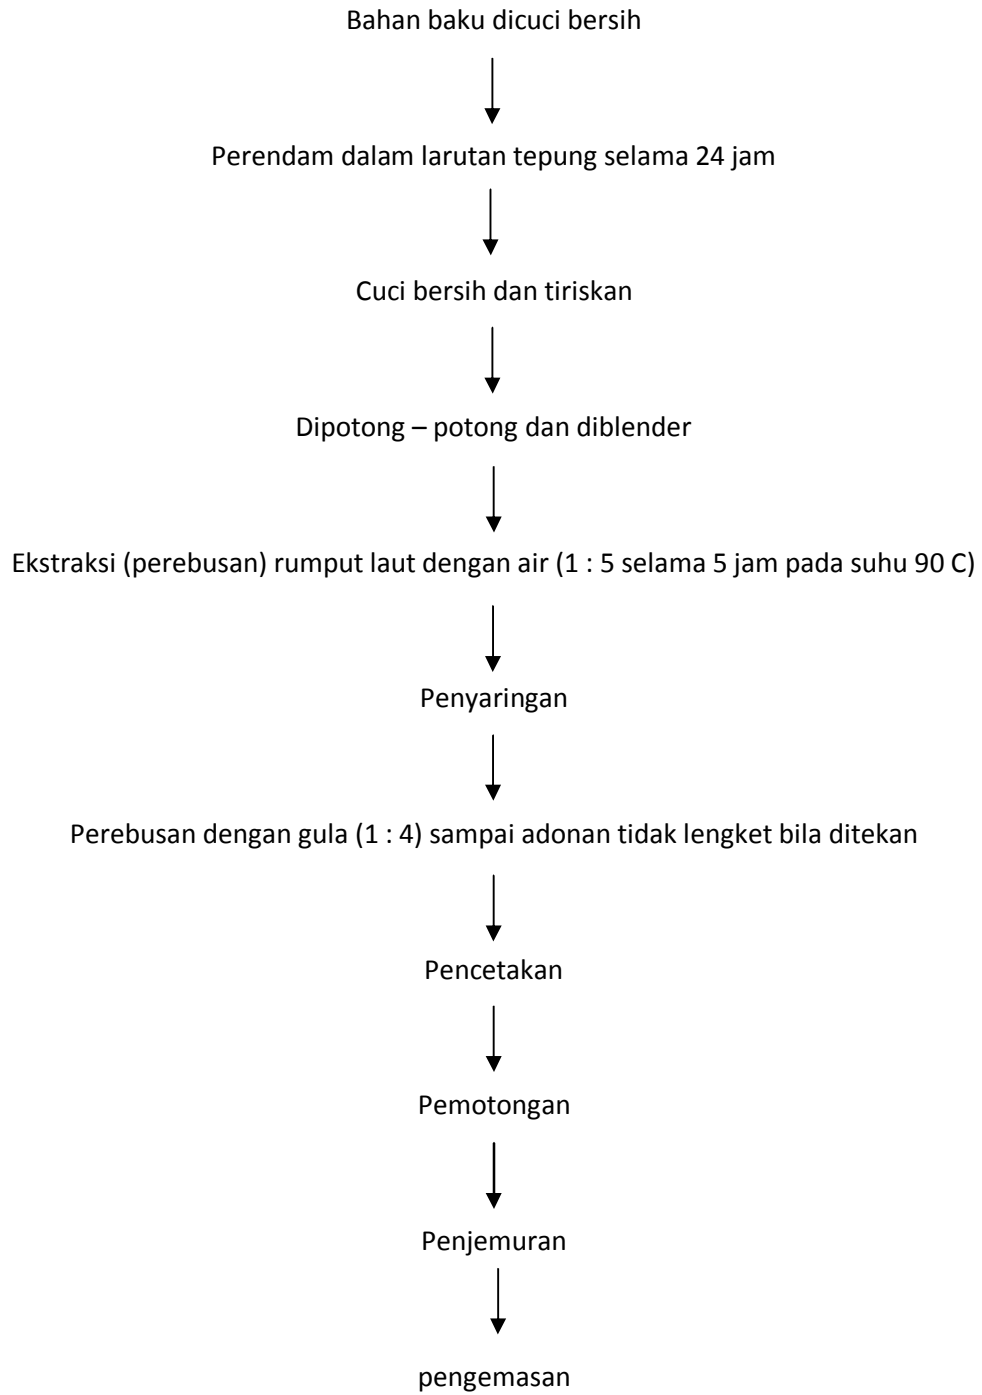 Bahan baku dicuci bersih
Perendam dalam larutan tepung selama 24 jam
Cuci bersih dan tiriskan
Dipotong – potong dan diblender
Ekstraksi (perebusan) rumput laut dengan air (1 : 5 selama 5 jam pada suhu 90 C)
Penyaringan
Perebusan dengan gula (1 : 4) sampai adonan tidak lengket bila ditekan
Pencetakan
Pemotongan
Penjemuran
pengemasan